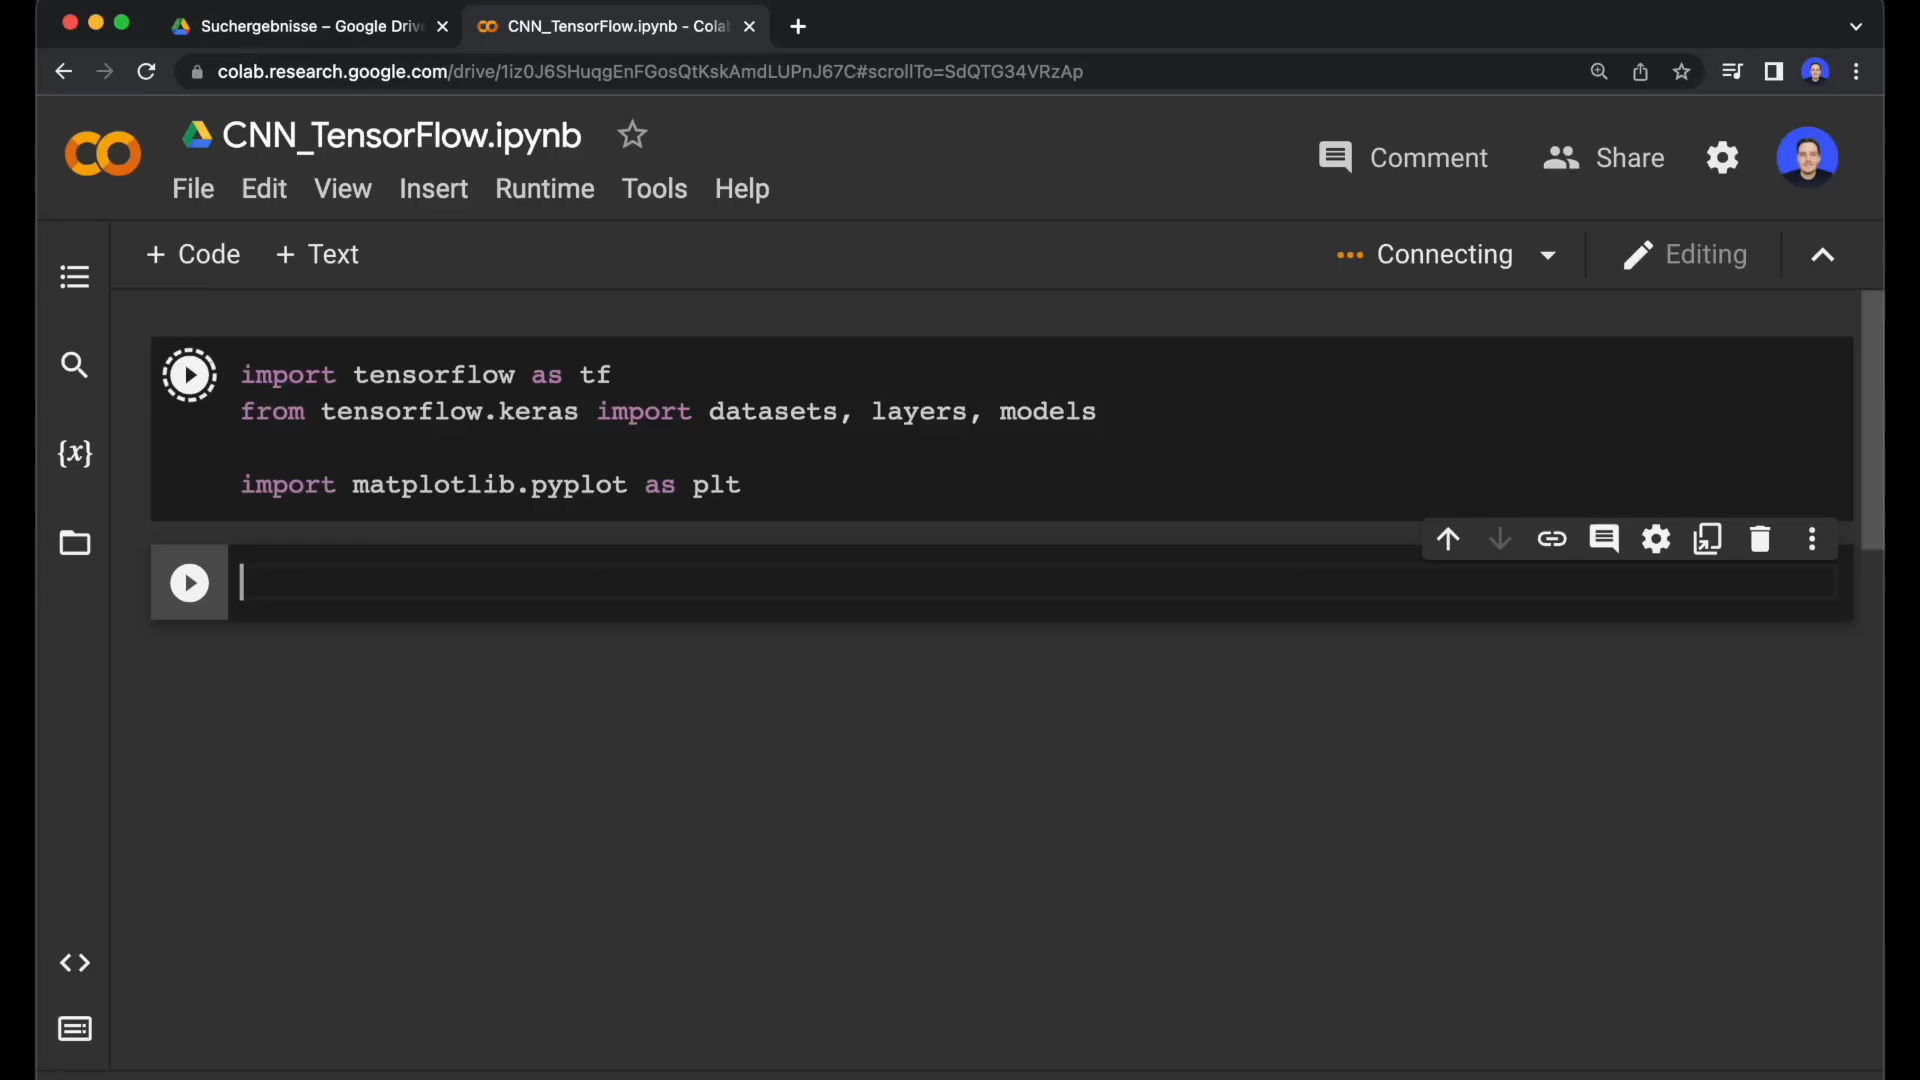 Suchergebnisse – Google Driv
CNN_TensorFlow.ipynb - Cola
colab.research.google.com/drive/1iz0J6SHuqgEnFGosQtKskAmdLUPnJ67C#scrollTo=SdQTG34VRzAp
CNN_TensorFlow.ipynb
Comment
Share
File Edit View Insert Runtime Tools Help
+ Code + Text
Connecting
Editing
import tensorflow as tf
from tensorflow.keras import datasets, layers, models
import matplotlib.pyplot as plt
{x}